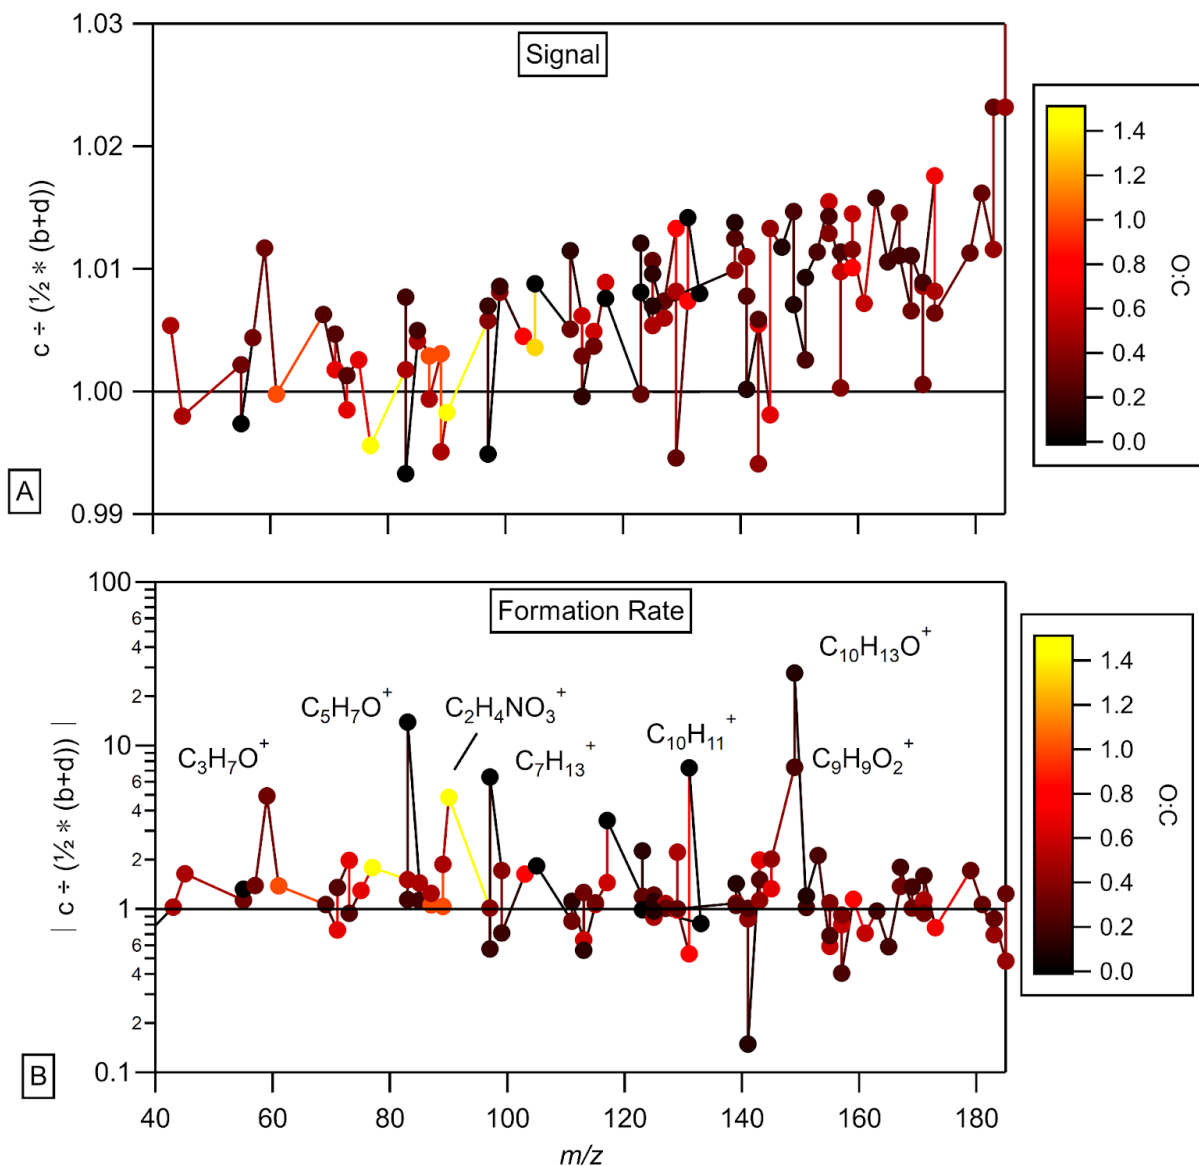 Signal
1.03
1.02
1.01
1.00
0.99
c ÷ (½ * (b+d))
A
1.4
1.2
1.0
0.8
0.6
0.4
0.2
0.0
O:C
Formation Rate
100
6
4
2
10
6
4
2
1
6
4
2
0.1
| c ÷ (½ * (b+d)) |
B
C₃H₇O⁺
C₅H₇O⁺
C₂H₄NO₃⁺
C₇H₁₃⁺
C₁₀H₁₁⁺
C₁₀H₁₃O⁺
C₉H₉O₂⁺
1.4
1.2
1.0
0.8
0.6
0.4
0.2
0.0
O:C
40 60 80 100 120 140 160 180
m/z